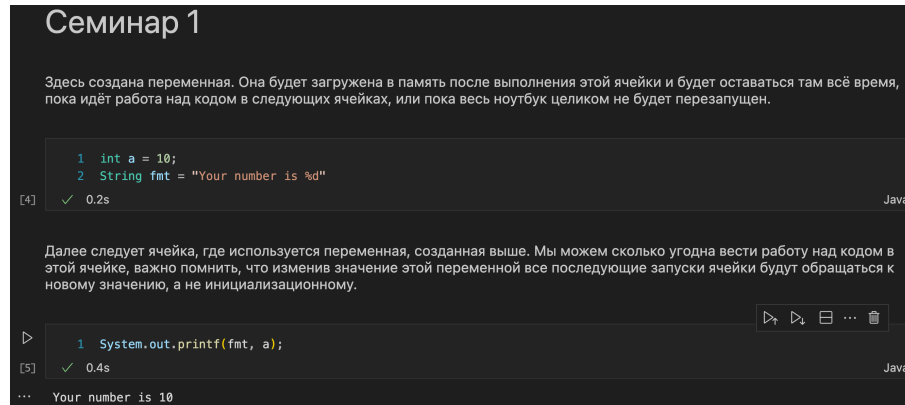 Семинар 1
Здесь создана переменная. Она будет загружена в память после выполнения этой ячейки и будет оставаться там всё время,
пока идёт работа над кодом в следующих ячейках, или пока весь ноутбук целиком не будет перезапущен.
1 int a = 10;
2 String fmt = "Your number is %d"
[4] ✓ 0.2s Java
Далее следует ячейка, где используется переменная, созданная выше. Мы можем сколько угодна вести работу над кодом в
этой ячейке, важно помнить, что изменив значение этой переменной все последующие запуски ячейки будут обращаться к
новому значению, а не инициализационному.
1 System.out.printf(fmt, a);
[5] ✓ 0.4s Java
... Your number is 10